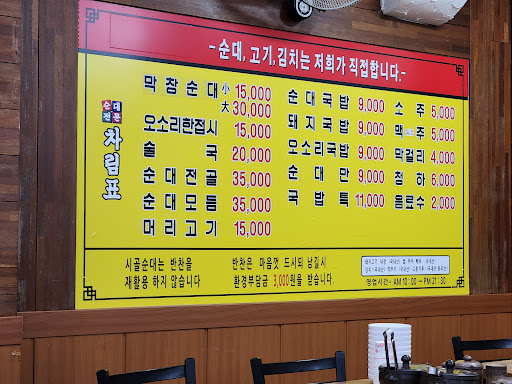 - 순대, 고기, 김치는 저희가 직접합니다. -
순대
전문
차림표
막창순대 小 15,000
大 30,000
오소리한접시 15,000
술국 20,000
순대전골 35,000
순대모듬 35,000
머리고기 15,000
순대국밥 9,000
돼지국밥 9,000
오소리국밥 9,000
순대만 9,000
국밥특 11,000
소주 5,000
맥주 5,000
막걸리 4,000
청하 6,000
음료수 2,000
시골순대는 반찬을
재활용 하지 않습니다
반찬은 마음껏 드시되 남길시
환경부담금 3,000원을 받습니다.
영업시간 : AM 10 : 00 ~ PM 21 : 30